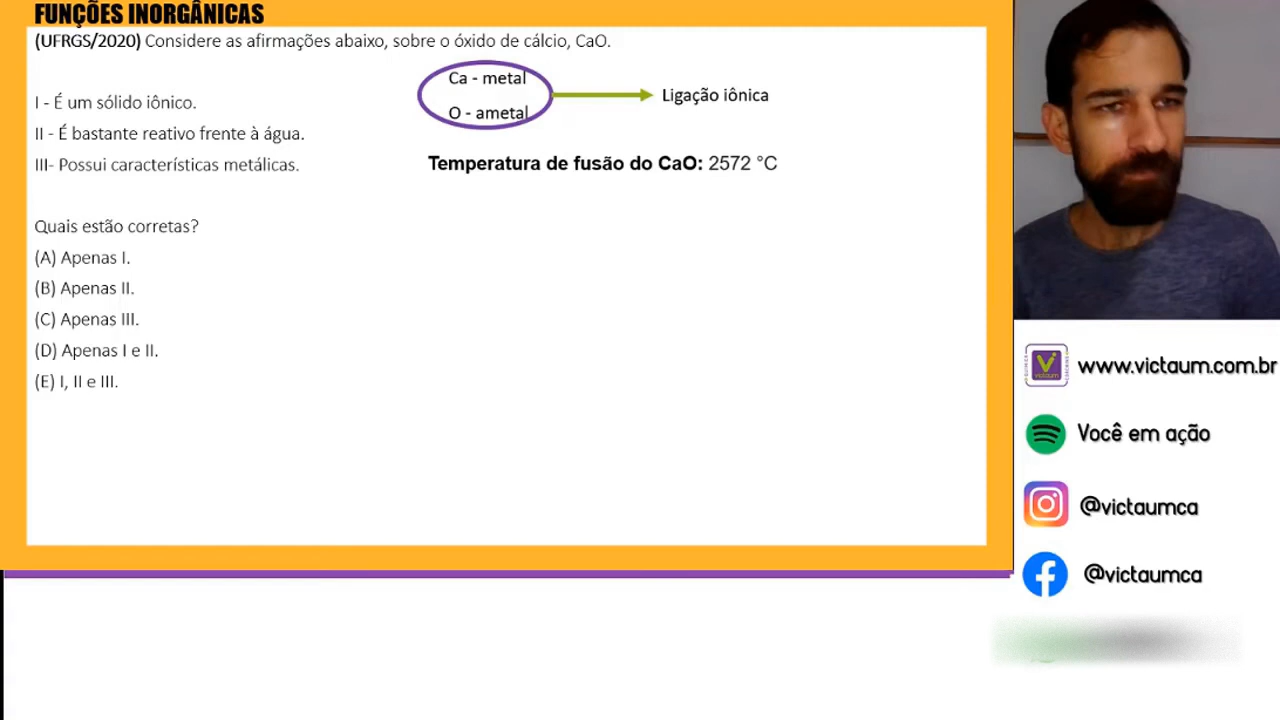 FUNÇÕES INORGÂNICAS
(UFRGS/2020) Considere as afirmações abaixo, sobre o óxido de cálcio, CaO.
Ca - metal
O - ametal
Ligação iônica
I - É um sólido iônico.
II - É bastante reativo frente à água.
III- Possui características metálicas.
Temperatura de fusão do CaO: 2572 °C
Quais estão corretas?
(A) Apenas I.
(B) Apenas II.
(C) Apenas III.
(D) Apenas I e II.
(E) I, II e III.
www.victaum.com.br
Você em ação
@victaumca
@victaumca